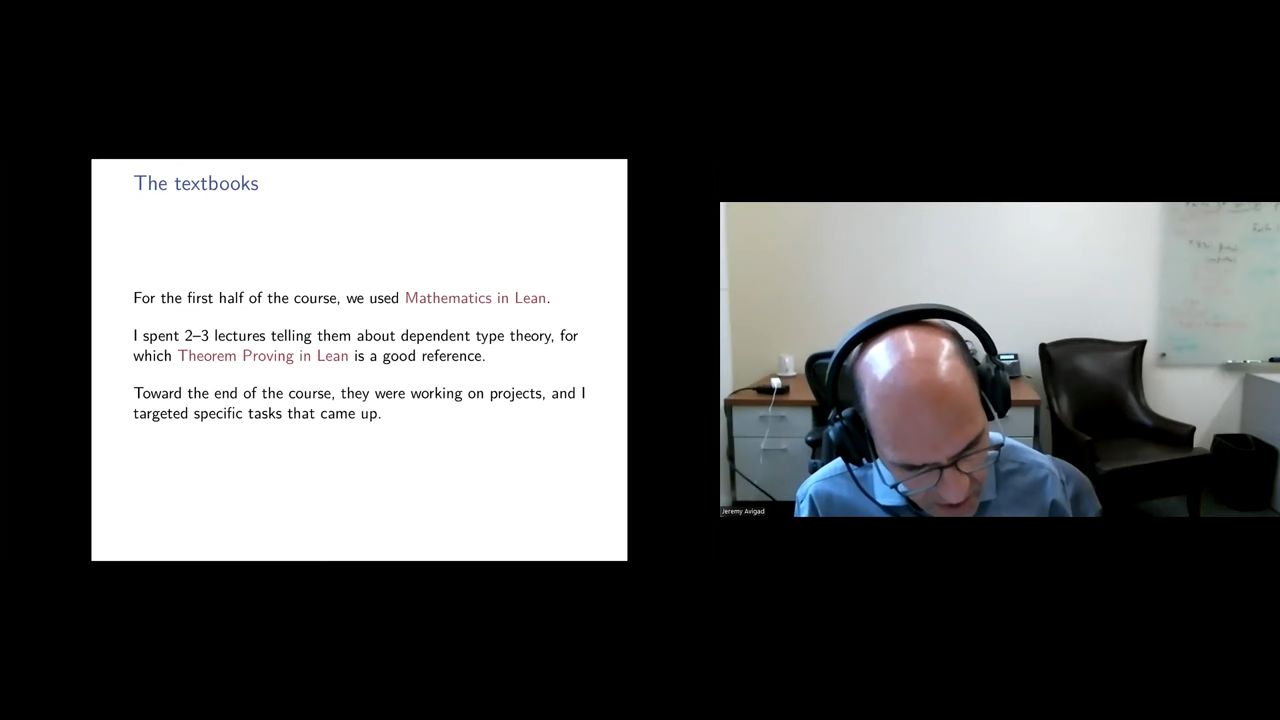 The textbooks
For the first half of the course, we used Mathematics in Lean.
I spent 2–3 lectures telling them about dependent type theory, for
which Theorem Proving in Lean is a good reference.
Toward the end of the course, they were working on projects, and I
targeted specific tasks that came up.
Jeremy Avigad